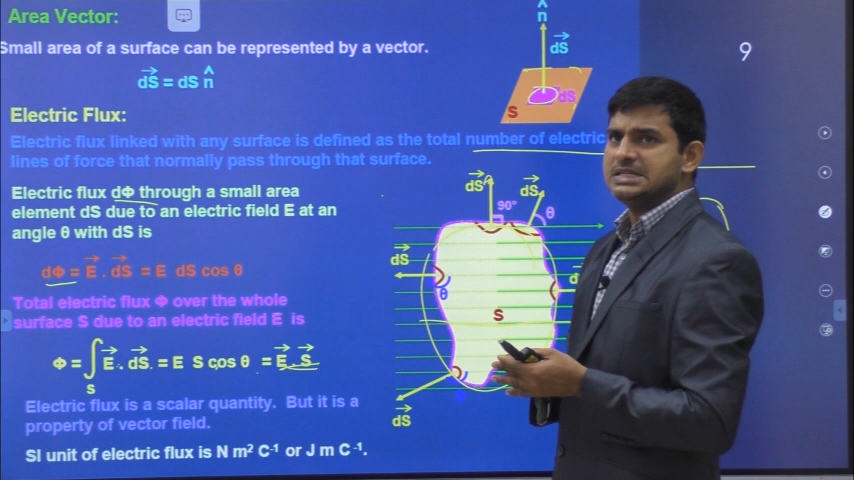 Area Vector:
Small area of a surface can be represented by a vector.
dS = dS n̂
Electric Flux:
Electric flux linked with any surface is defined as the total number of electric
lines of force that normally pass through that surface.
Electric flux dΦ through a small area
element dS due to an electric field E at an
angle θ with dS is
dΦ = E . dS = E dS cos θ
Total electric flux Φ over the whole
surface S due to an electric field E is
Φ = ∫ E . dS = E S cos θ = E . S
S
Electric flux is a scalar quantity. But it is a
property of vector field.
SI unit of electric flux is N m² C⁻¹ or J m C⁻¹.
n̂
dS
dS
S
9
dS
dS
90°
θ
dS
θ
S
dS